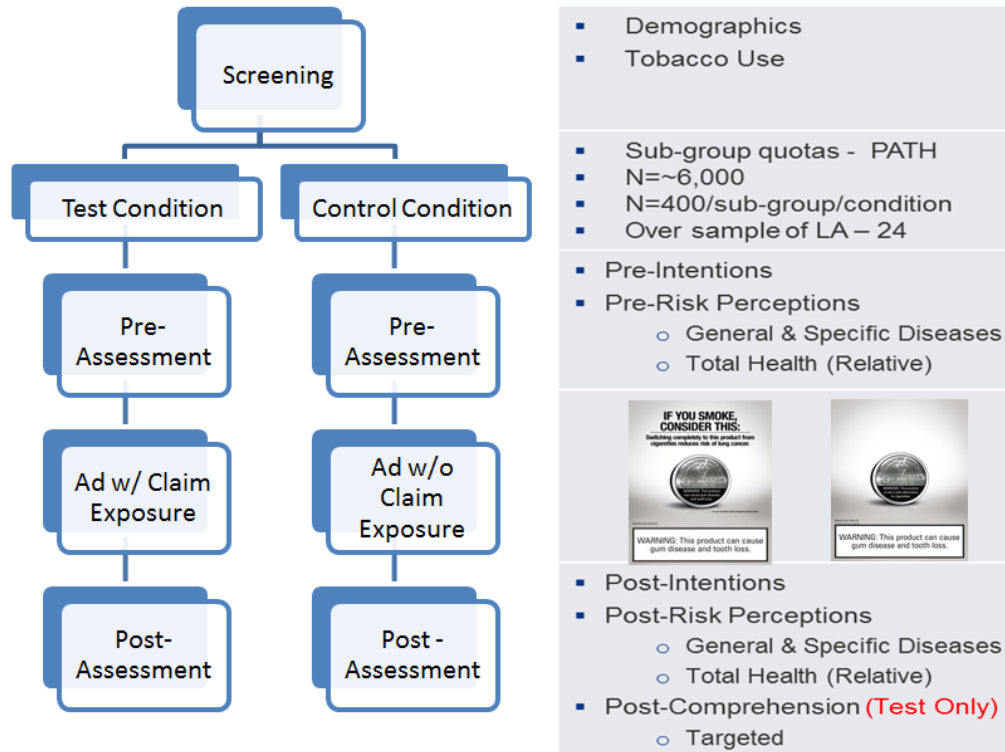 Screening
Demographics
Tobacco Use
Test Condition
Control Condition
Sub-group quotas - PATH
N=~6,000
N=400/sub-group/condition
Over sample of LA – 24
Pre-
Assessment
Pre-
Assessment
Pre-Intentions
Pre-Risk Perceptions
General & Specific Diseases
Total Health (Relative)
Ad w/ Claim
Exposure
Ad w/o
Claim
Exposure
IF YOU SMOKE,
CONSIDER THIS:
Switching completely to this product from
cigarettes reduces risk of lung cancer.
WARNING: This product can cause
gum disease and tooth loss.
WARNING: This product can cause
gum disease and tooth loss.
Post-
Assessment
Post -
Assessment
Post-Intentions
Post-Risk Perceptions
General & Specific Diseases
Total Health (Relative)
Post-Comprehension (Test Only)
Targeted